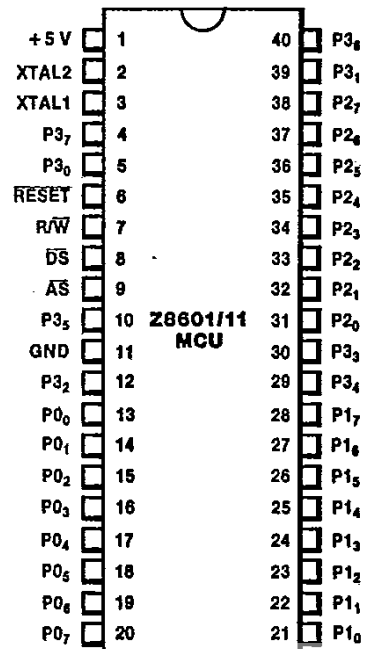 +5 V 1 40 P3₆
XTAL2 2 39 P3₁
XTAL1 3 38 P2₇
P3₇ 4 37 P2₆
P3₀ 5 36 P2₅
RESET 6 35 P2₄
R/W 7 34 P2₃
DS 8 33 P2₂
AS 9 32 P2₁
P3₅ 10 Z8601/11 31 P2₀
GND 11 MCU 30 P3₃
P3₂ 12 29 P3₄
P0₀ 13 28 P1₇
P0₁ 14 27 P1₆
P0₂ 15 26 P1₅
P0₃ 16 25 P1₄
P0₄ 17 24 P1₃
P0₅ 18 23 P1₂
P0₆ 19 22 P1₁
P0₇ 20 21 P1₀